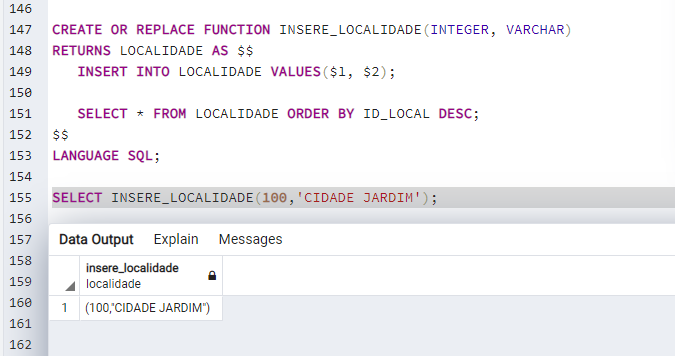 146
147 CREATE OR REPLACE FUNCTION INSERE_LOCALIDADE(INTEGER, VARCHAR)
148 RETURNS LOCALIDADE AS $$
149 INSERT INTO LOCALIDADE VALUES($1, $2);
150
151 SELECT * FROM LOCALIDADE ORDER BY ID_LOCAL DESC;
152 $$
153 LANGUAGE SQL;
154
155 SELECT INSERE_LOCALIDADE(100,'CIDADE JARDIM');
156
157 Data Output Explain Messages
158
insere_localidade
159 localidade
160 1 (100,"CIDADE JARDIM")
161
162